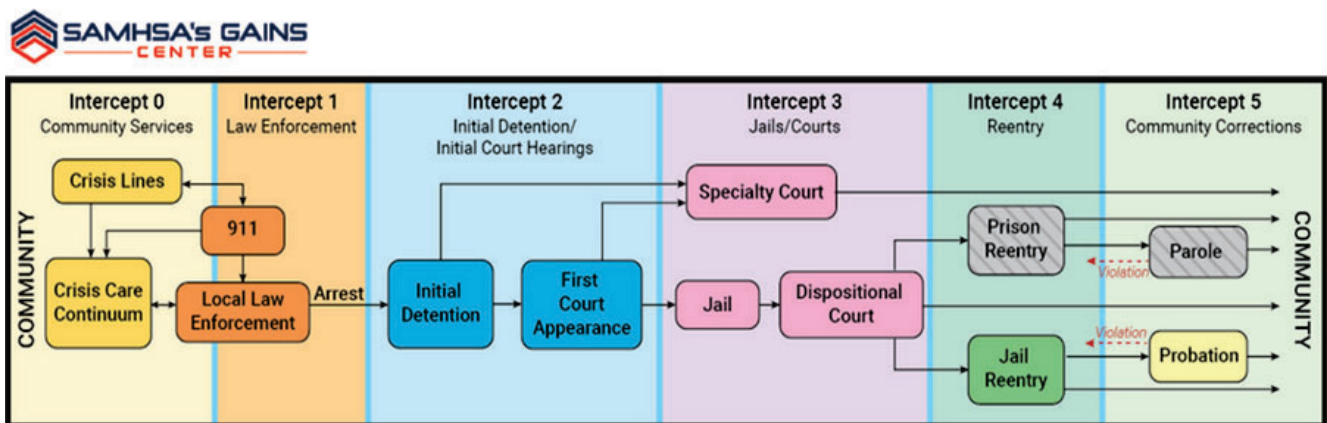 SAMHSA's GAINS
CENTER
Intercept 0
Community Services
Intercept 1
Law Enforcement
Intercept 2
Initial Detention/
Initial Court Hearings
Intercept 3
Jails/Courts
Intercept 4
Reentry
Intercept 5
Community Corrections
COMMUNITY
Crisis Lines
911
Crisis Care
Continuum
Local Law
Enforcement
Arrest
Initial
Detention
First
Court
Appearance
Specialty Court
Jail
Dispositional
Court
Prison
Reentry
Violation
Parole
Jail
Reentry
Violation
Probation
COMMUNITY